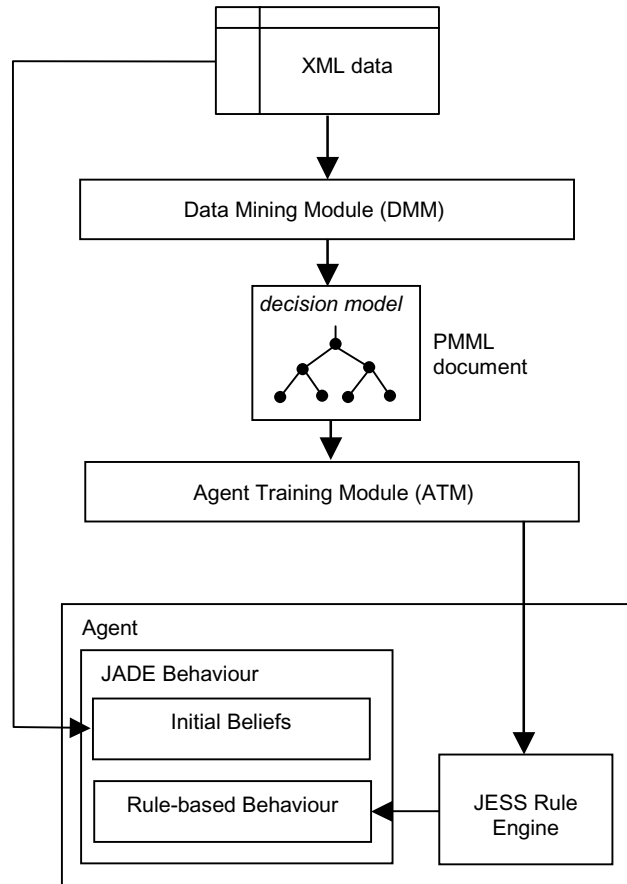 XML data
Data Mining Module (DMM)
decision model
PMML
document
Agent Training Module (ATM)
Agent
JADE Behaviour
Initial Beliefs
Rule-based Behaviour
JESS Rule
Engine